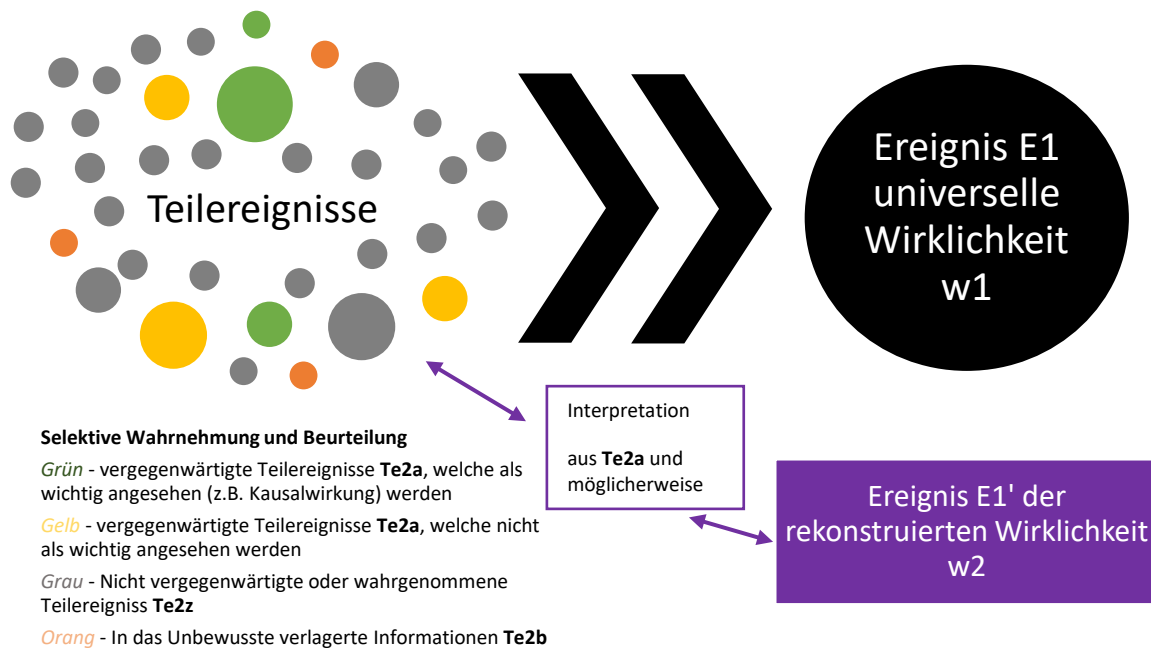 Teilereignisse
Ereignis E1
universelle
Wirklichkeit
w1
Interpretation
aus Te2a und
möglicherweise
Selektive Wahrnehmung und Beurteilung
Grün - vergegenwärtigte Teilereignisse Te2a, welche als
wichtig angesehen (z.B. Kausalwirkung) werden
Gelb - vergegenwärtigte Teilereignisse Te2a, welche nicht
als wichtig angesehen werden
Grau - Nicht vergegenwärtigte oder wahrgenommene
Teilereigniss Te2z
Orang - In das Unbewusste verlagerte Informationen Te2b
Ereignis E1' der
rekonstruierten Wirklichkeit
w2